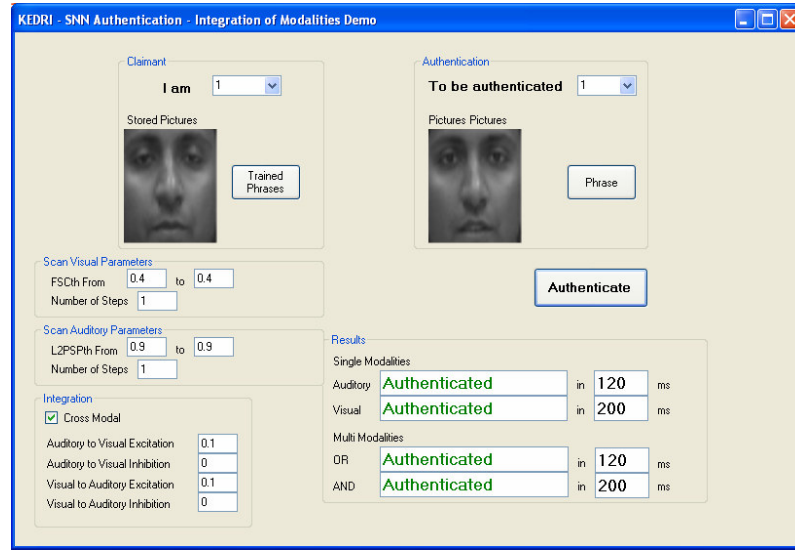 KEDRI - SNN Authentication - Integration of Modalities Demo
Claimant
I am 1
Stored Pictures
Trained
Phrases
Authentication
To be authenticated 1
Pictures Pictures
Phrase
Scan Visual Parameters
FSCth From 0.4 to 0.4
Number of Steps 1
Authenticate
Scan Auditory Parameters
L2PSPth From 0.9 to 0.9
Number of Steps 1
Integration
Cross Modal
Auditory to Visual Excitation 0.1
Auditory to Visual Inhibition 0
Visual to Auditory Excitation 0.1
Visual to Auditory Inhibition 0
Results
Single Modalities
Auditory Authenticated in 120 ms
Visual Authenticated in 200 ms
Multi Modalities
OR Authenticated in 120 ms
AND Authenticated in 200 ms